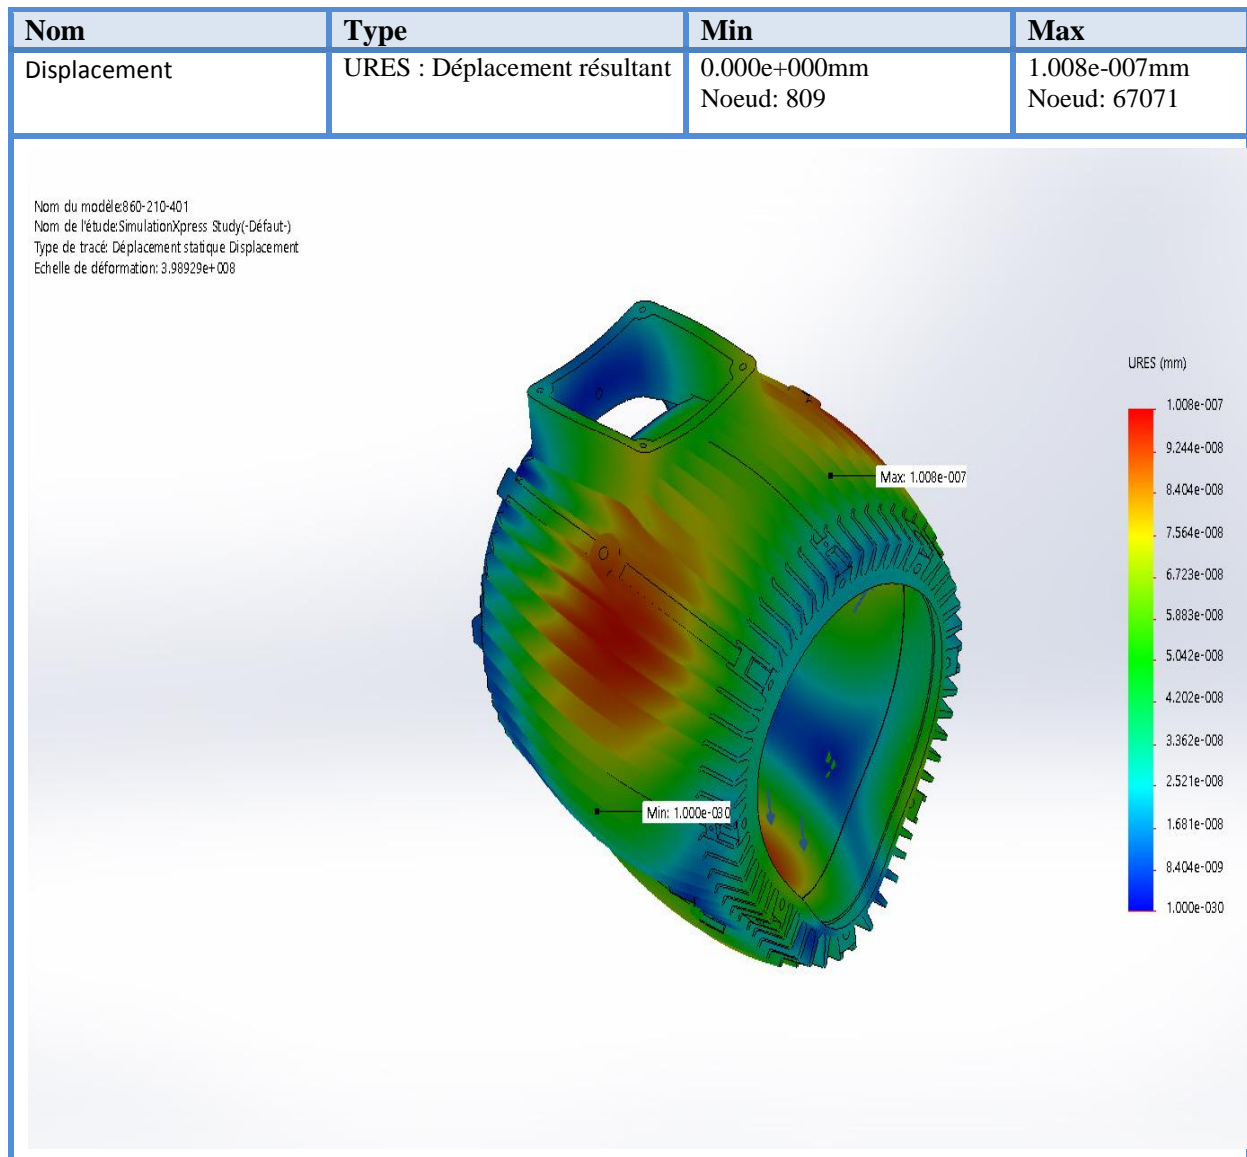 Nom Type Min Max
Displacement URES : Déplacement résultant 0.000e+000mm 1.008e-007mm
Noeud: 809 Noeud: 67071
Nom du modèle:860-210-401
Nom de l'étude:SimulationXpress Study(-Défaut-)
Type de tracé: Déplacement statique Displacement
Echelle de déformation: 3.98929e+008
URES (mm)
1.008e-007
9.244e-008
8.404e-008
7.564e-008
6.723e-008
5.883e-008
5.042e-008
4.202e-008
3.362e-008
2.521e-008
1.681e-008
8.404e-009
1.000e-030
Max: 1.008e-007
Min: 1.000e-030